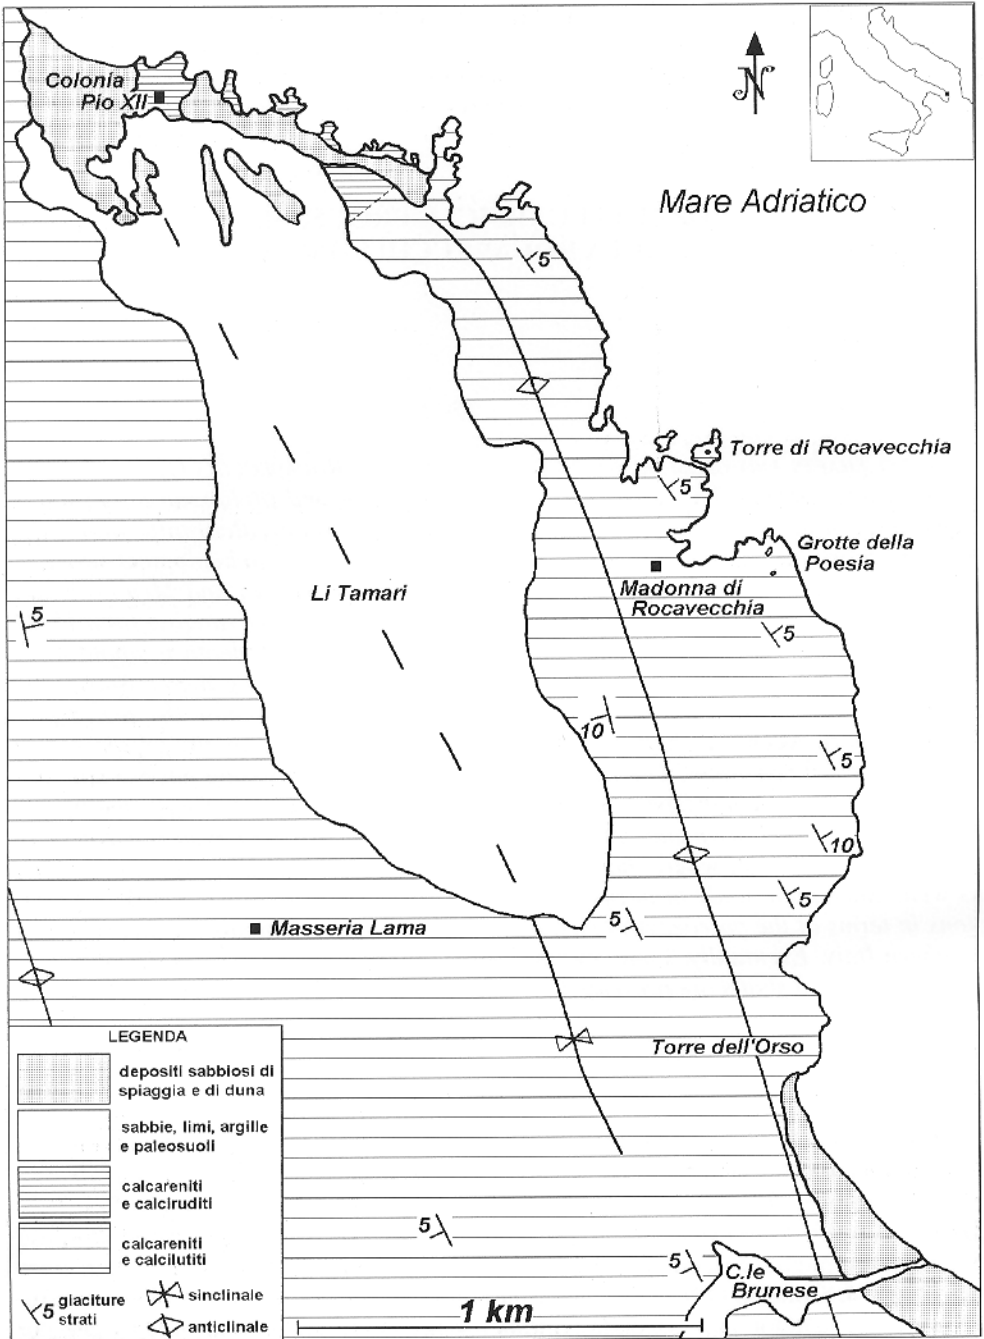 Colonia
Pio XII
N
Mare Adriatico
5
Torre di Rocavecchia
5
Grotte della
Poesia
Madonna di
Rocavecchia
Li Tamari
5
5
10
5
10
5
5
Masseria Lama
Torre dell'Orso
LEGENDA
depositi sabbiosi di
spiaggia e di duna
sabbie, limi, argille
e paleosuoli
calcareniti
e calciruditi
calcareniti
e calcilutiti
5 giaciture
strati
sinclinale
anticlinale
5
5
C.le
Brunese
1 km